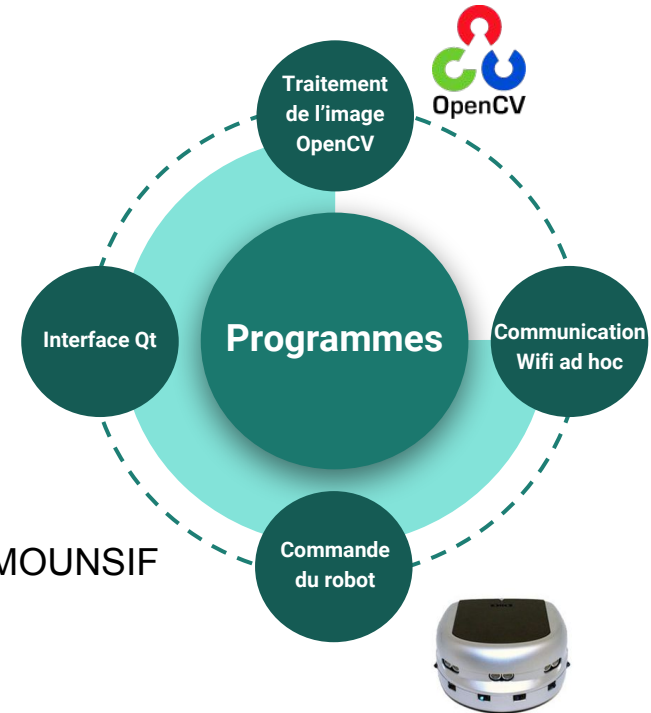 OpenCV
Traitement
de l'image
OpenCV
Interface Qt
Programmes
Communication
Wifi ad hoc
MOUNSIF
Commande
du robot